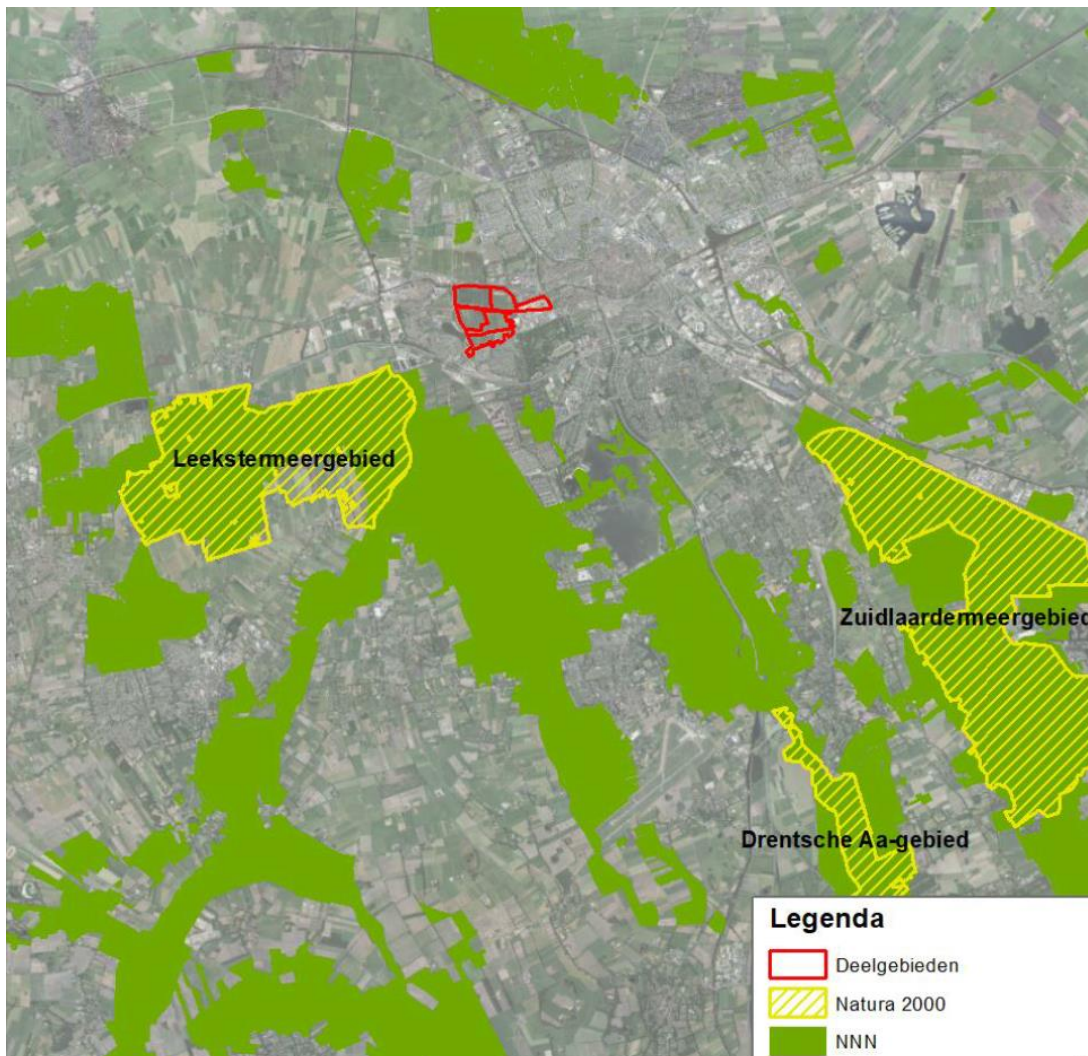 Leekstermeergebied
Zuidlaardermeergebied
Drentsche Aa-gebied
Legenda
Deelgebieden
Natura 2000
NNN